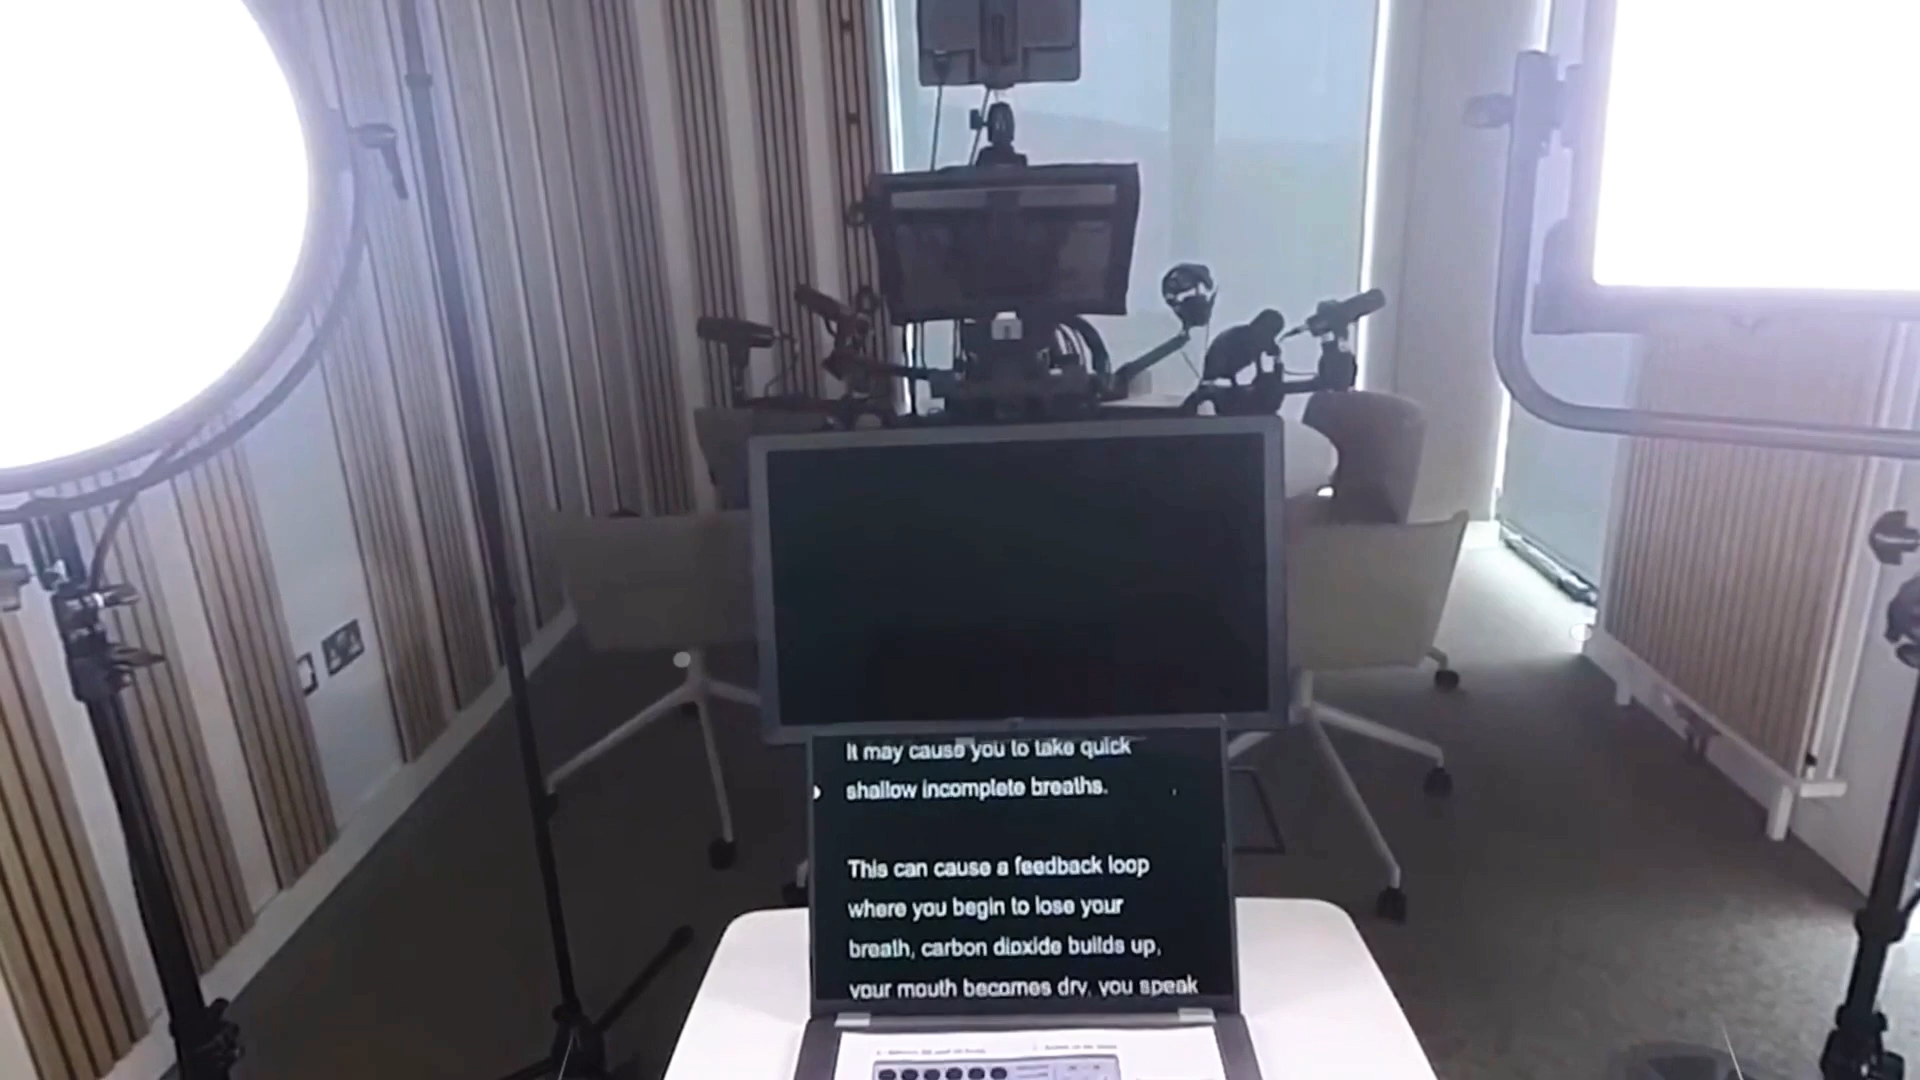 It may cause you to take quick
shallow incomplete breaths.
This can cause a feedback loop
where you begin to lose your
breath, carbon dioxide builds up,
your mouth becomes dry, you speak